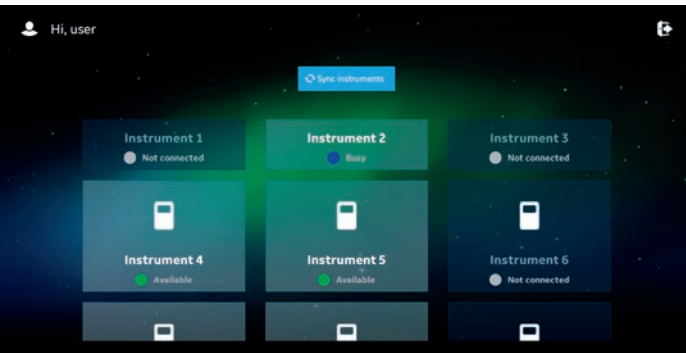 Hi, user
Sync instruments
Instrument 1
Instrument 2
Instrument 3
Not connected
Busy
Not connected
Instrument 4
Instrument 5
Instrument 6
Available
Available
Not connected